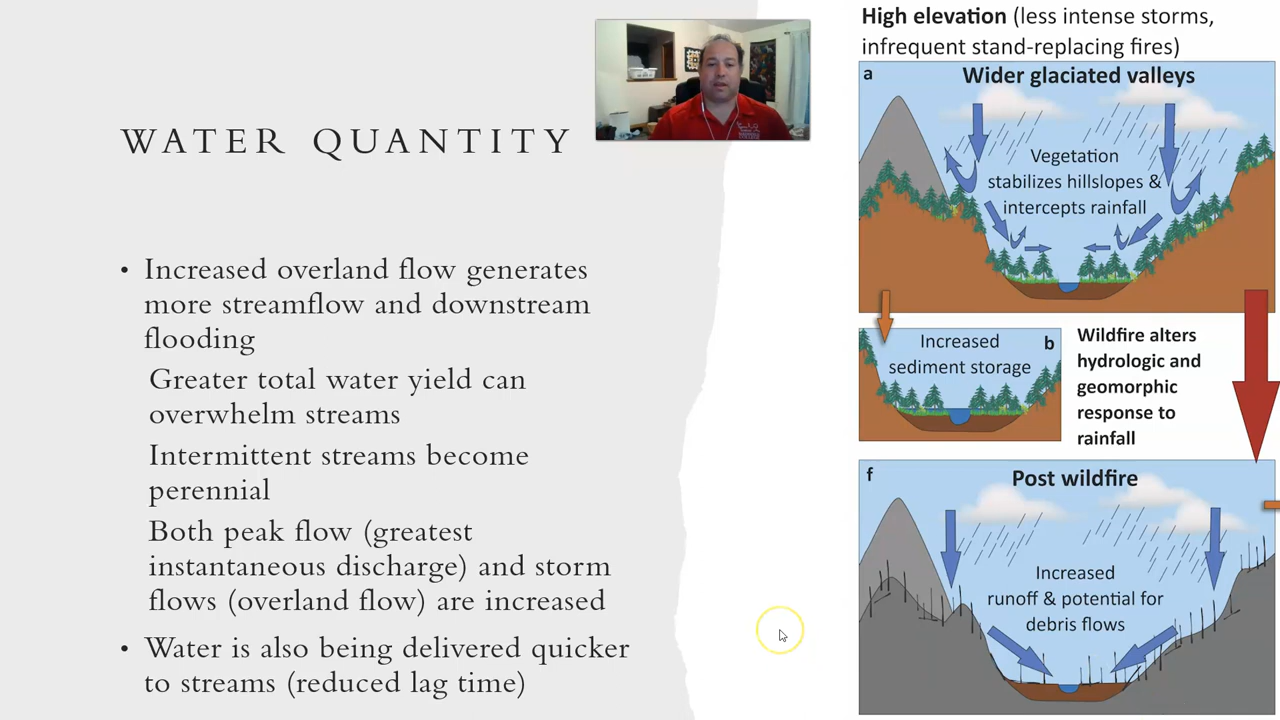 WATER QUANTITY
• Increased overland flow generates
more streamflow and downstream
flooding
Greater total water yield can
overwhelm streams
Intermittent streams become
perennial
Both peak flow (greatest
instantaneous discharge) and storm
flows (overland flow) are increased
• Water is also being delivered quicker
to streams (reduced lag time)
High elevation (less intense storms,
infrequent stand-replacing fires)
a
Wider glaciated valleys
Vegetation
stabilizes hillslopes &
intercepts rainfall
Increased
sediment storage
b
Wildfire alters
hydrologic and
geomorphic
response to
rainfall
f
Post wildfire
Increased
runoff & potential for
debris flows